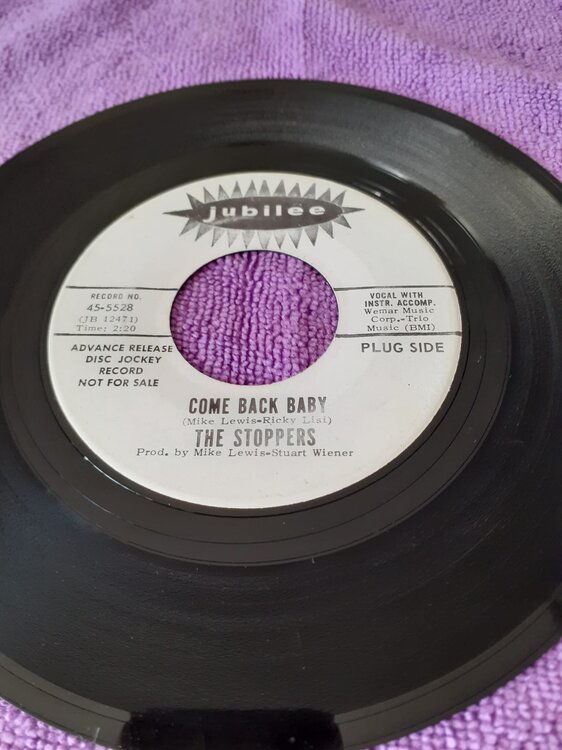 jubilee
RECORD NO.
45-5528
(JB 12471)
Time: 2:20
VOCAL WITH
INSTR. ACCOMP.
Wemar Music
Corp.-Trio
Music (BMI)
ADVANCE RELEASE
DISC JOCKEY
RECORD
NOT FOR SALE
PLUG SIDE
COME BACK BABY
(Mike Lewis-Ricky Lisi)
THE STOPPERS
Prod. by Mike Lewis-Stuart Wiener